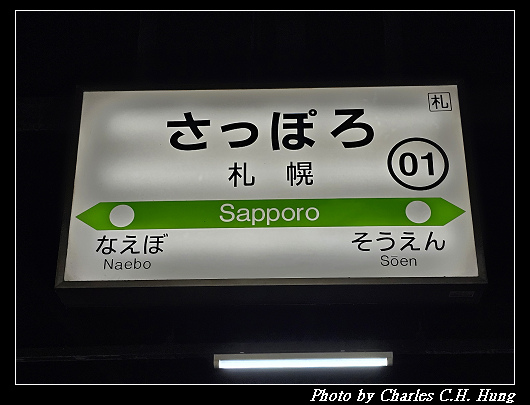 札
さっぽろ
札幌
01
Sapporo
なえぼ そうえん
Naebo Sōen
Photo by Charles C.H. Hung